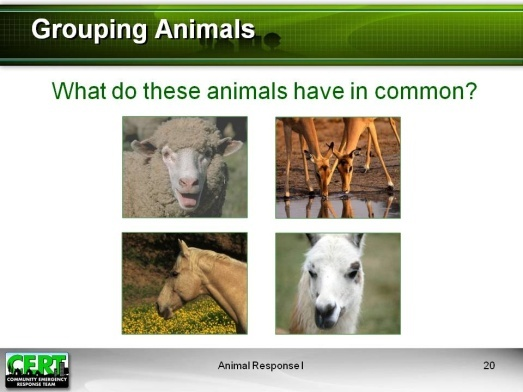 Grouping Animals
What do these animals have in common?
CERT
COMMUNITY EMERGENCY
RESPONSE TEAM
Animal Response I
20